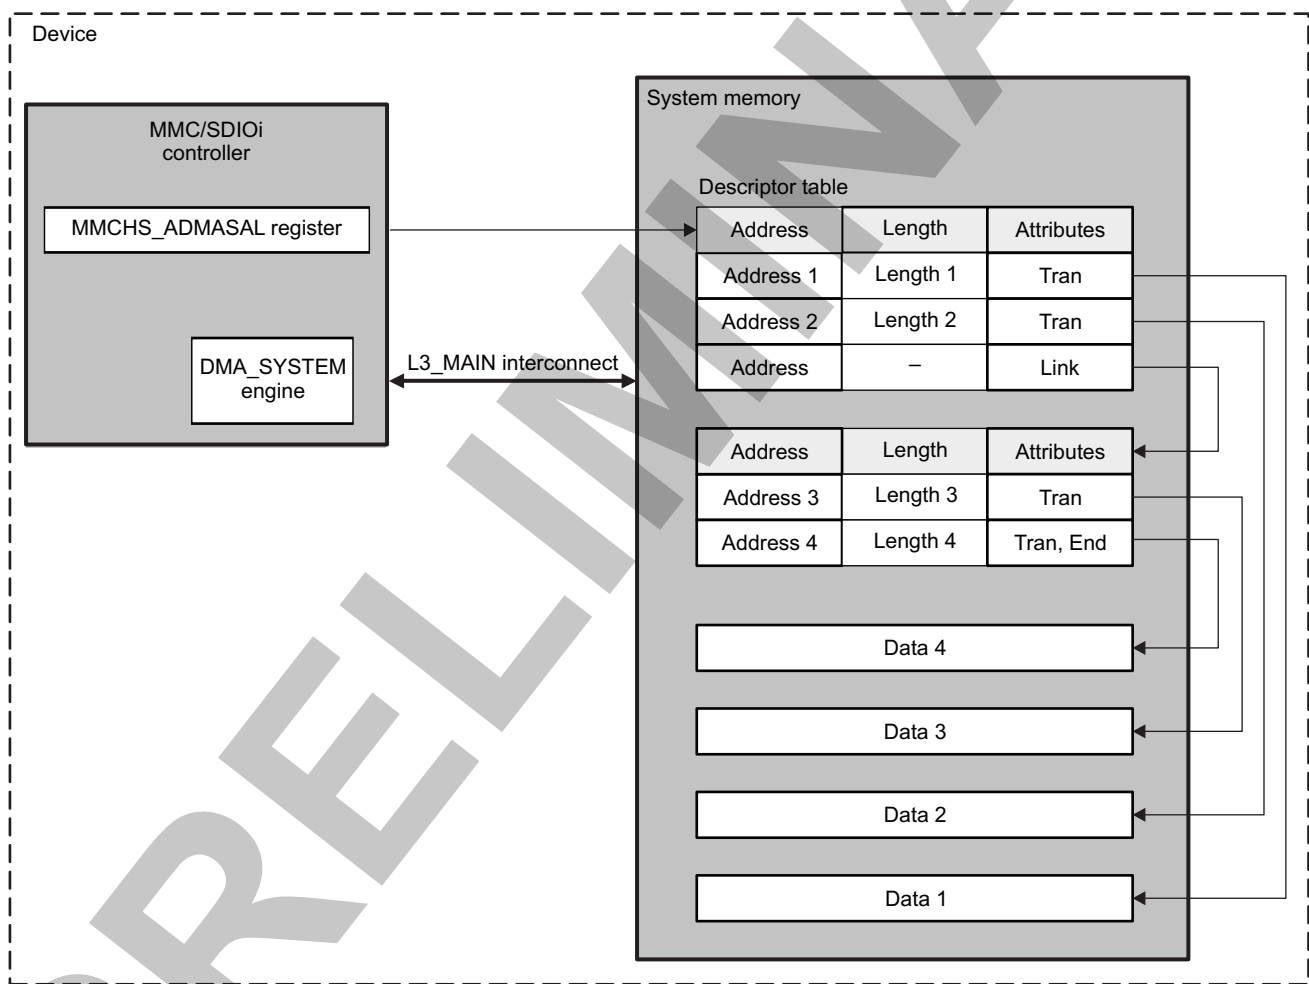 Device
MMC/SDIOi
controller
MMCHS_ADMASAL register
DMA_SYSTEM
engine
L3_MAIN interconnect
System memory
Descriptor table
Address Length Attributes
Address 1 Length 1 Tran
Address 2 Length 2 Tran
Address – Link
Address Length Attributes
Address 3 Length 3 Tran
Address 4 Length 4 Tran, End
Data 4
Data 3
Data 2
Data 1
PRELIMINA